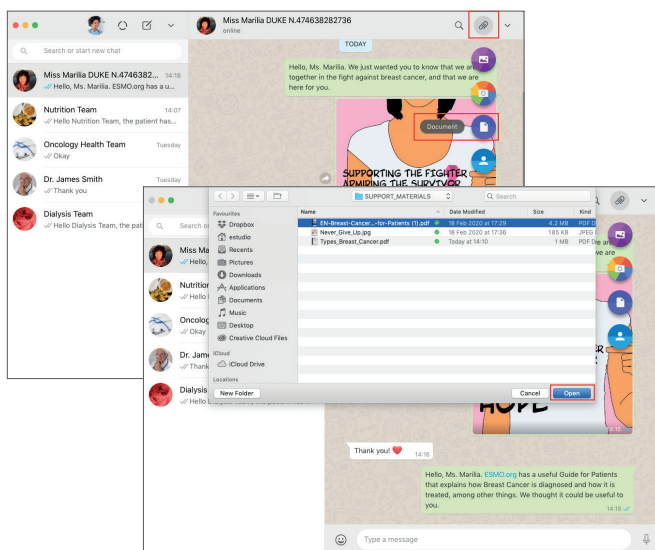 Miss Marilia DUKE N.474638282736
online
Search or start new chat
TODAY
Miss Marilia DUKE N.4746382... 14:18
Hello, Ms. Marilia. ESMO.org has a u...
Nutrition Team 14:07
Hello Nutrition Team, the patient has...
Oncology Health Team Tuesday
Okay
Dr. James Smith Tuesday
Thank you
Dialysis Team
Hello Dialysis Team, the pati
Hello, Ms. Marilia. We just wanted you to
know that we are
together in the fight against breast cancer, and that we are
here for you.
Document
SUPPORTING THE FIGHTER
ADMIRING THE SURVIVOR
SUPPORT_MATERIALS
Search
Favourites
Dropbox
estudio
Recents
Pictures
Downloads
Applications
Documents
Music
Desktop
Creative Cloud Files
iCloud
iCloud Drive
Locations
Name Date Modified Size Kind
EN-Breast-Cancer...-for-Patients (1).pdf 18 Feb 2020 at 17:29 4.2 MB PDF D
Never_Give_Up.jpg 18 Feb 2020 at 17:36 185 KB JPEG
Types_Breast_Cancer.pdf Today at 14:10 1 MB PDF
New Folder Cancel Open
Search o
Miss Ma
Hello,
Nutrition
Hello
Oncolog
Okay
Dr. Jame
Thank
Dialysis
Hello
we are
HOPE
4:15
Thank you! ❤️ 14:16
Hello, Ms. Marilia. ESMO.org has a useful Guide for Patients
that explains how Breast Cancer is diagnosed and how it is
treated, among other things. We thought it could be useful to
you.
14:18
Type a message